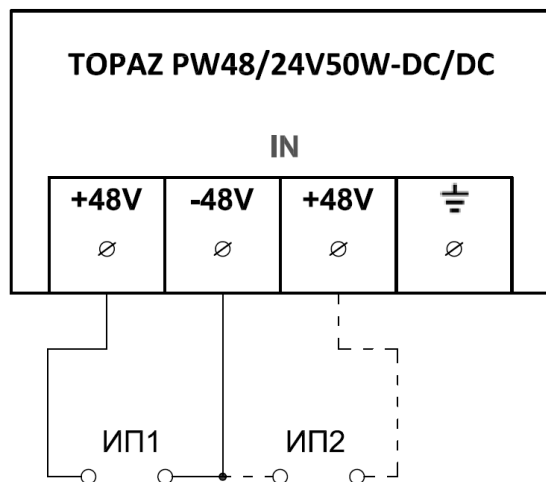 TOPAZ PW48/24V50W-DC/DC
IN
+48V -48V +48V
ИП1 ИП2